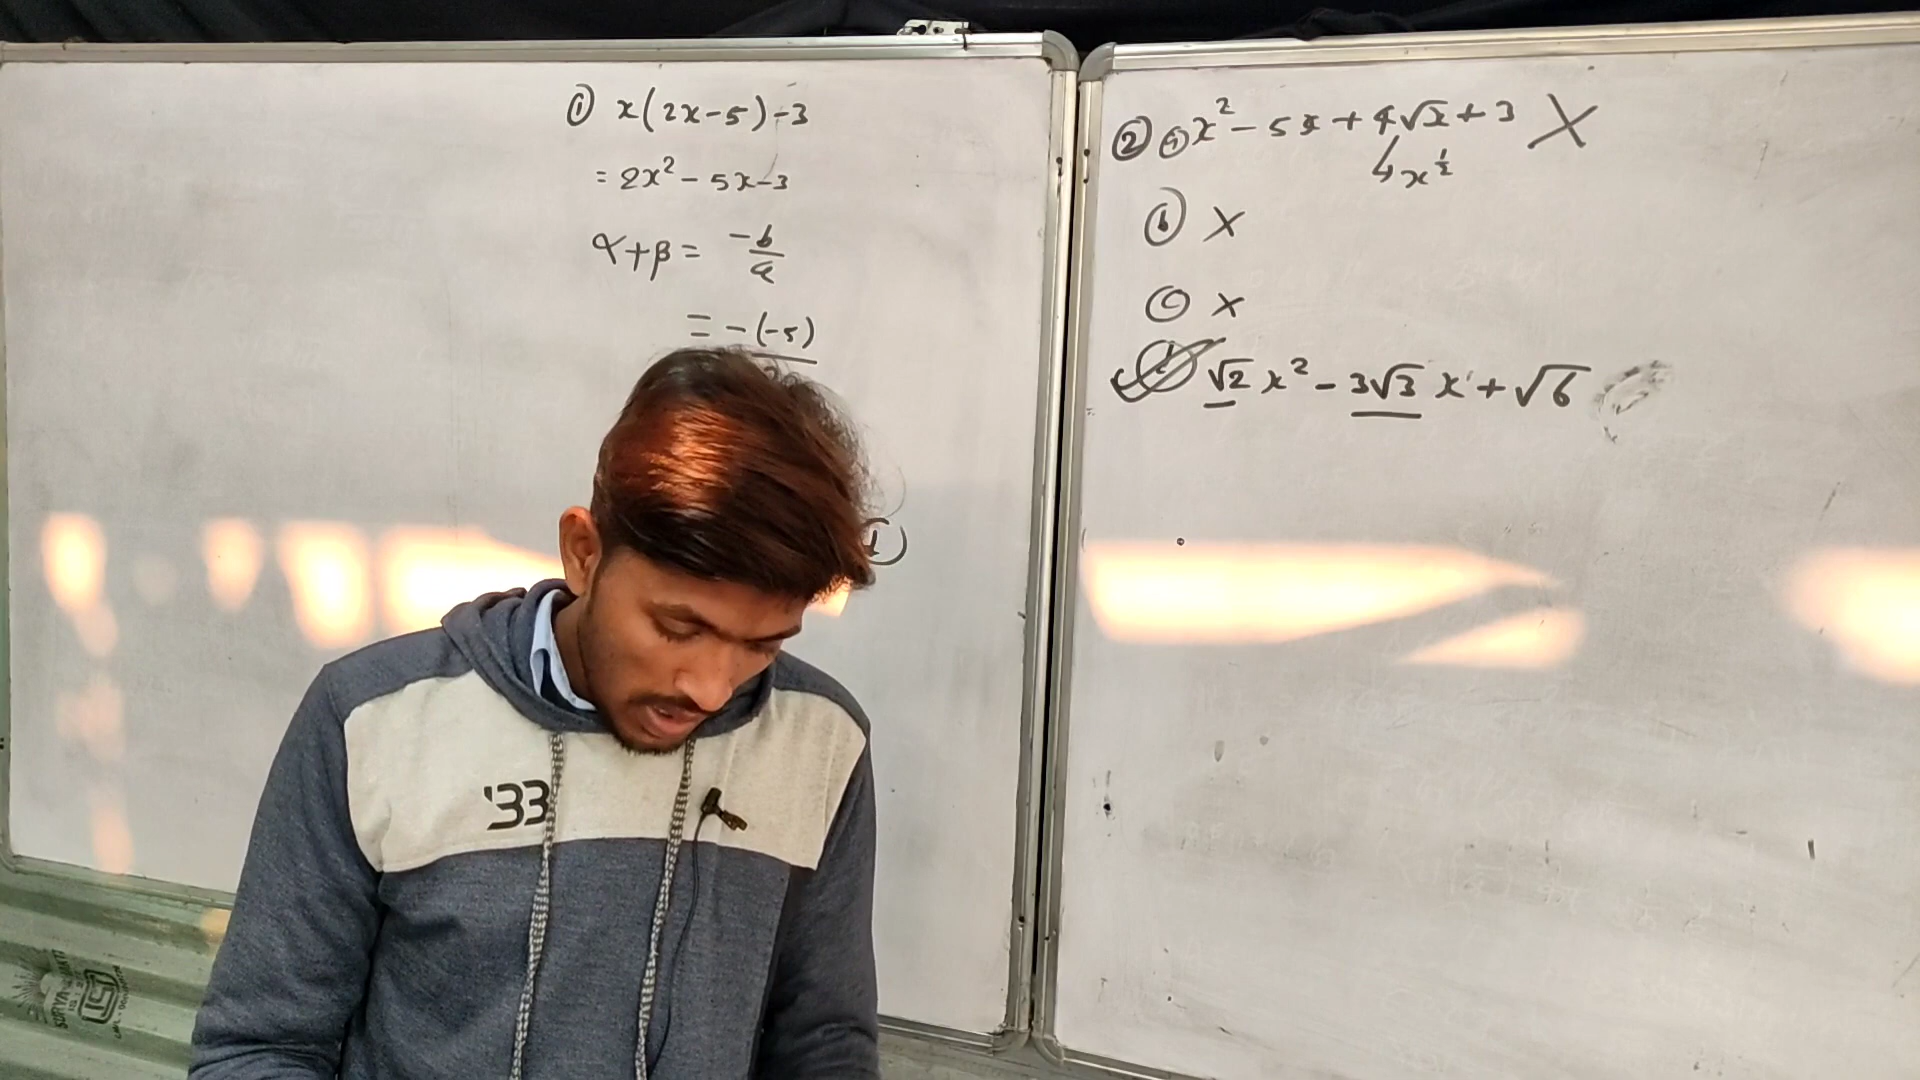 ① x(2x-5)-3
= 2x² - 5x-3
α+β = -b/a
= -(-5)
② ⓐ x² - 5x + 4√x + 3 X
↳ x^½
ⓑ X
ⓒ X
ⓓ √2 x² - 3√3 x + √6
'33
SURYA